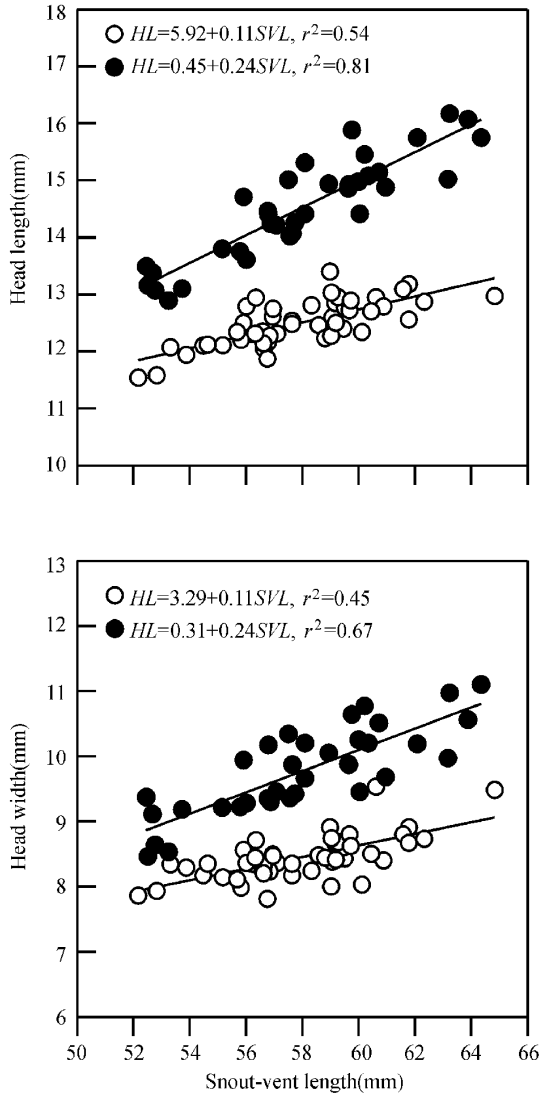 18
17
16
15
14
13
12
11
10
Head length(mm)
HL=5.92+0.11SVL, r²=0.54
HL=0.45+0.24SVL, r²=0.81
13
12
11
10
9
8
7
6
Head width(mm)
HL=3.29+0.11SVL, r²=0.45
HL=0.31+0.24SVL, r²=0.67
50 52 54 56 58 60 62 64 66
Snout-vent length(mm)